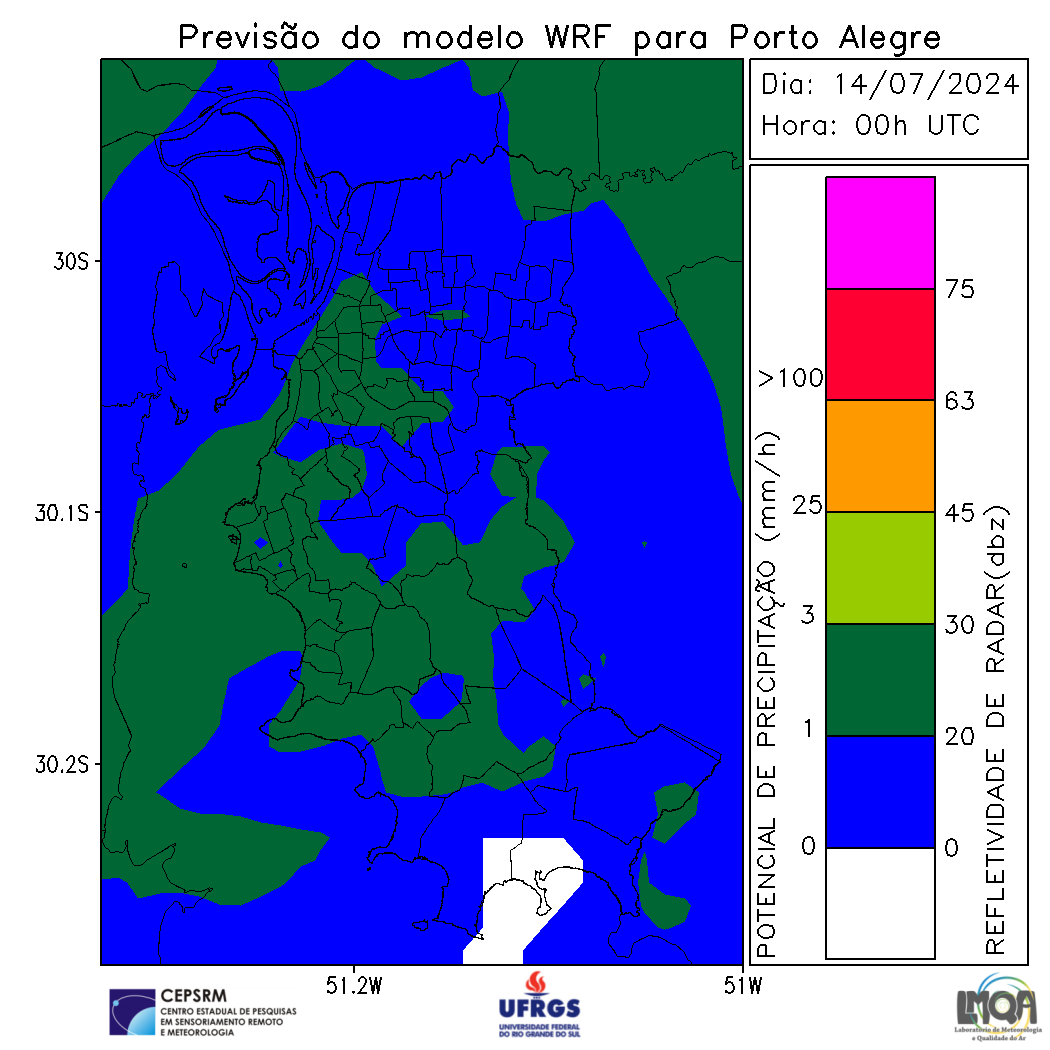 Previsão do modelo WRF para Porto Alegre
Dia: 14/07/2024
Hora: 00h UTC
30S
30.1S
30.2S
51.2W
51W
POTENCIAL DE PRECIPITAÇÃO (mm/h)
>100
25
3
1
0
75
63
45
30
20
0
REFLETIVIDADE DE RADAR(dbz)
CEPSRM
CENTRO ESTADUAL DE PESQUISAS
EM SENSORIAMENTO REMOTO
E METEOROLOGIA
UFRGS
UNIVERSIDADE FEDERAL
DO RIO GRANDE DO SUL
LMQA
Laboratório de Meteorologia
e Qualidade do Ar